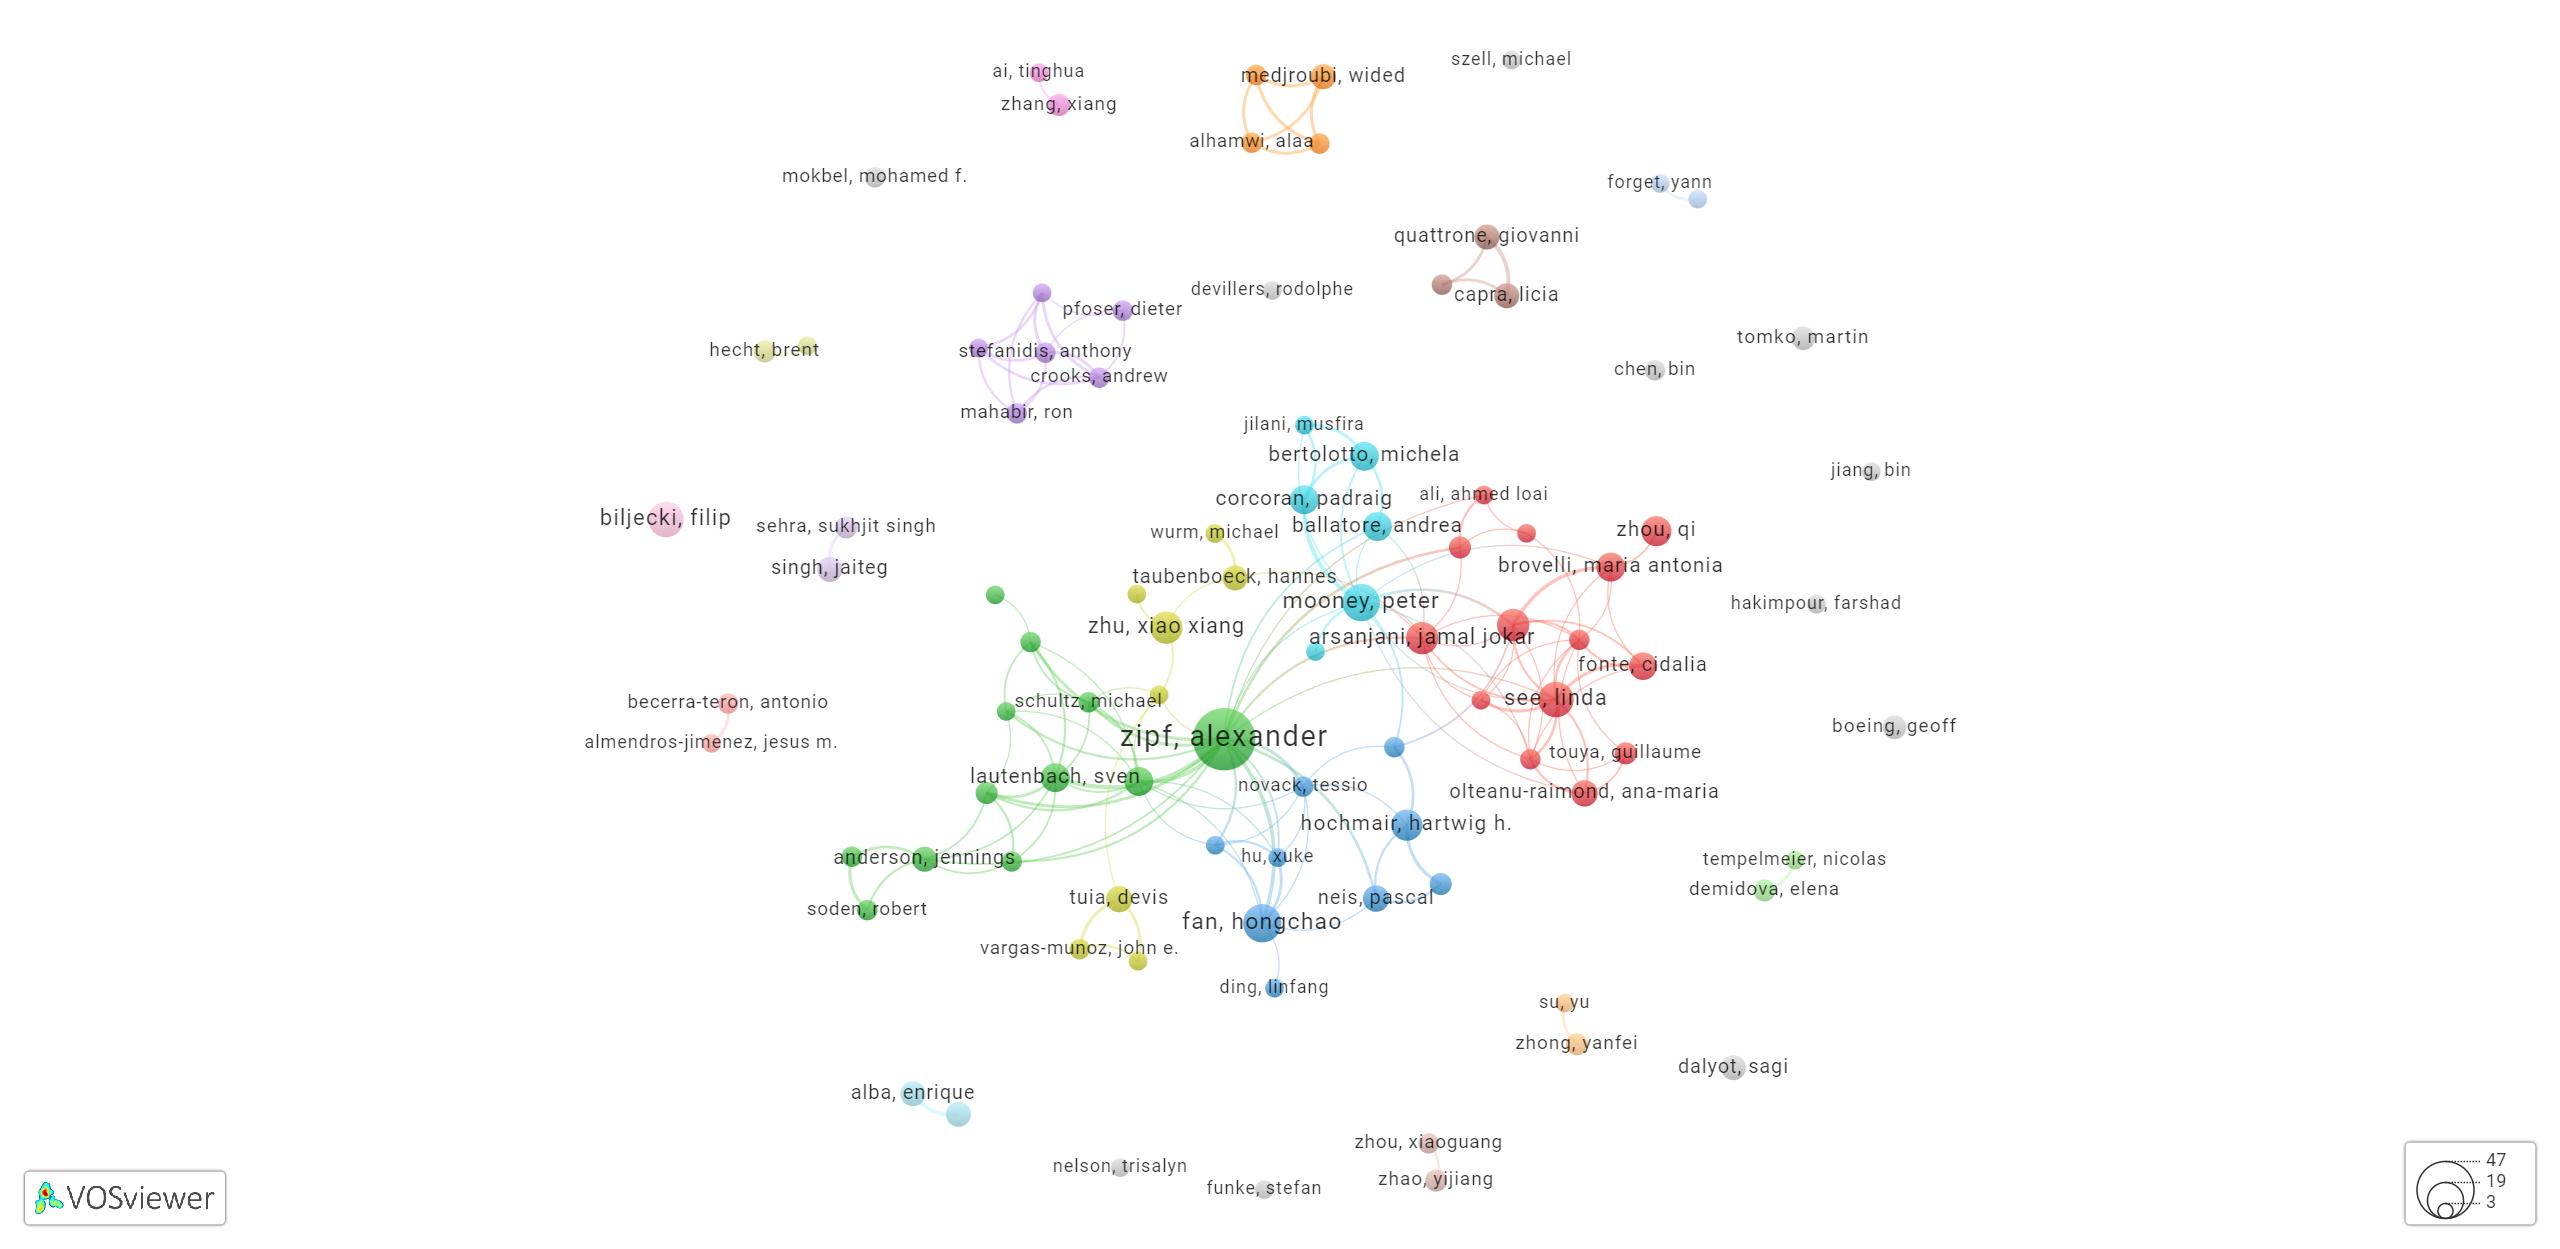 szell, michael
ai, tinghua
medjroubi, wided
zhang, xiang
alhamwi, alaa
mokbel, mohamed f.
forget, yann
quattrone, giovanni
devillers, rodolphe
capra, licia
pfoser, dieter
tomko, martin
hecht, brent
stefanidis, anthony
chen, bin
crooks, andrew
mahabir, ron
jilani, musfira
bertolotto, michela
jiang, bin
ali, ahmed loai
corcoran, padraig
biljecki, filip
sehra, sukhjit singh
ballatore, andrea
zhou, qi
wurm, michael
brovelli, maria antonia
singh, jaiteg
taubenboeck, hannes
mooney, peter
hakimpour, farshad
zhu, xiao xiang
arsanjani, jamal jokar
fonte, cidalia
see, linda
schultz, michael
becerra-teron, antonio
boeing, geoff
zipf, alexander
almendros-jimenez, jesus m.
touya, guillaume
lautenbach, sven
novack, tessio
olteanu-raimond, ana-maria
hochmair, hartwig h.
hu, xuke
anderson, jennings
tempelmeier, nicolas
demidova, elena
tuia, devis
neis, pascal
soden, robert
fan, hongchao
vargas-munoz, john e.
ding, linfang
su, yu
zhong, yanfei
dalyot, sagi
alba, enrique
zhou, xiaoguang
nelson, trisalyn
zhao, yijiang
funke, stefan
VOSviewer
47
19
3